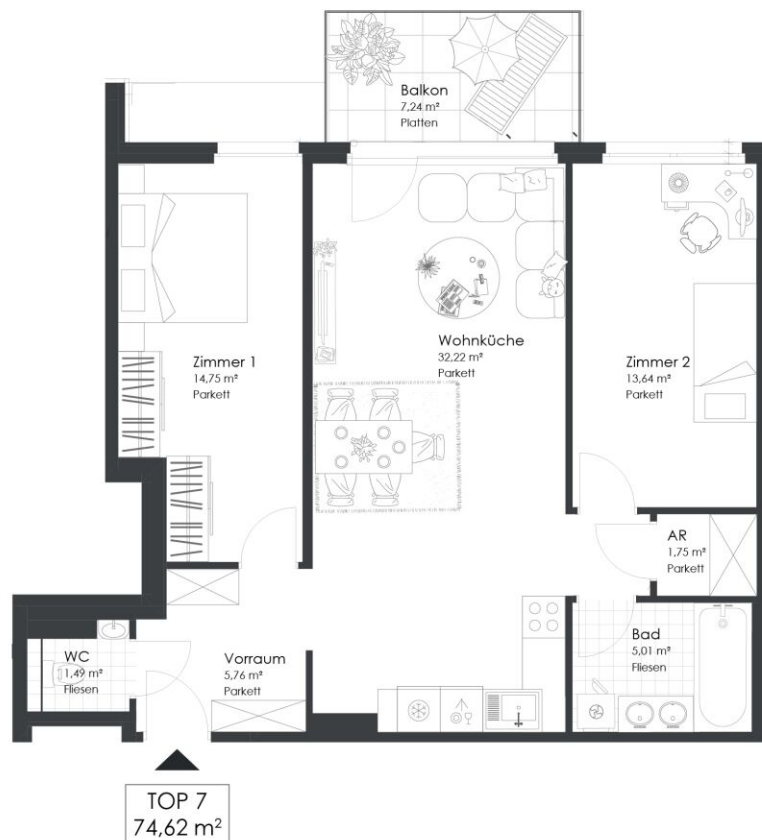 Balkon
7,24 m²
Platten
Zimmer 1
14,75 m²
Parkett
Wohnküche
32,22 m²
Parkett
Zimmer 2
13,64 m²
Parkett
AR
1,75 m²
Parkett
WC
1,49 m²
Fliesen
Vorraum
5,76 m²
Parkett
Bad
5,01 m²
Fliesen
TOP 7
74,62 m²